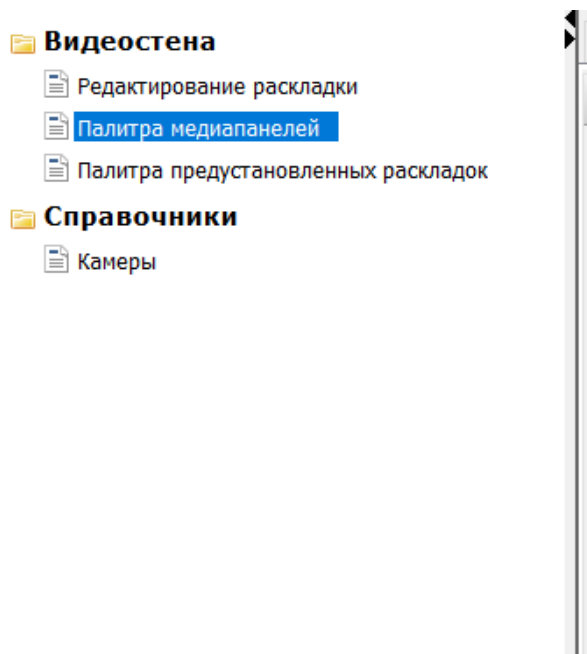 Видеостена
Редактирование раскладки
Палитра медиапанелей
Палитра предустановленных раскладок
Справочники
Камеры